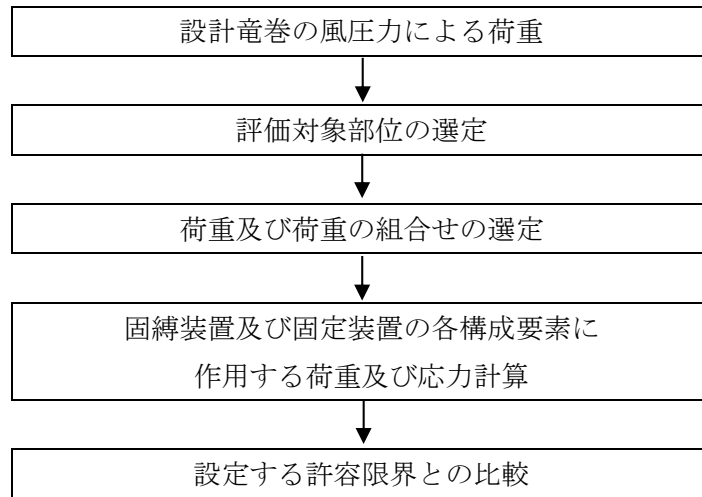 設計竜巻の風圧力による荷重
評価対象部位の選定
荷重及び荷重の組合せの選定
固縛装置及び固定装置の各構成要素に
作用する荷重及び応力計算
設定する許容限界との比較